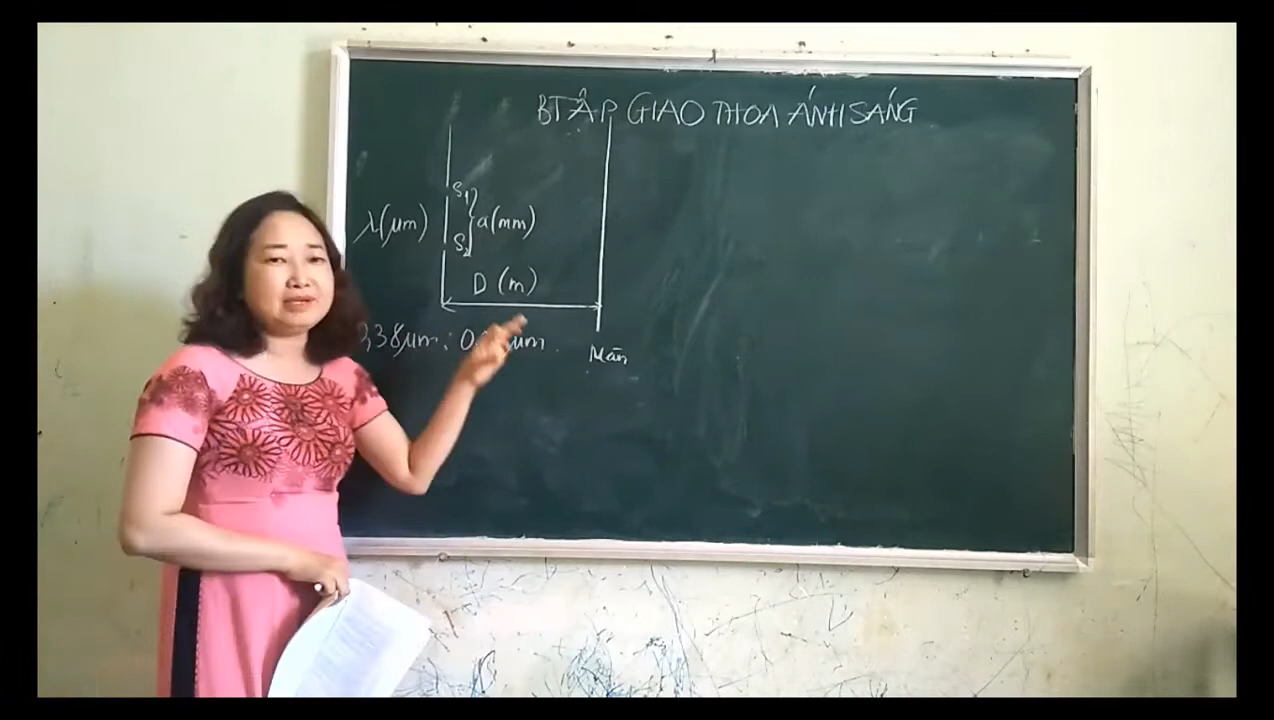 BTẬP GIAO THOA ÁNH SÁNG
S1
λ(μm) a(mm)
S2
D (m)
,38μm; μm
Màn